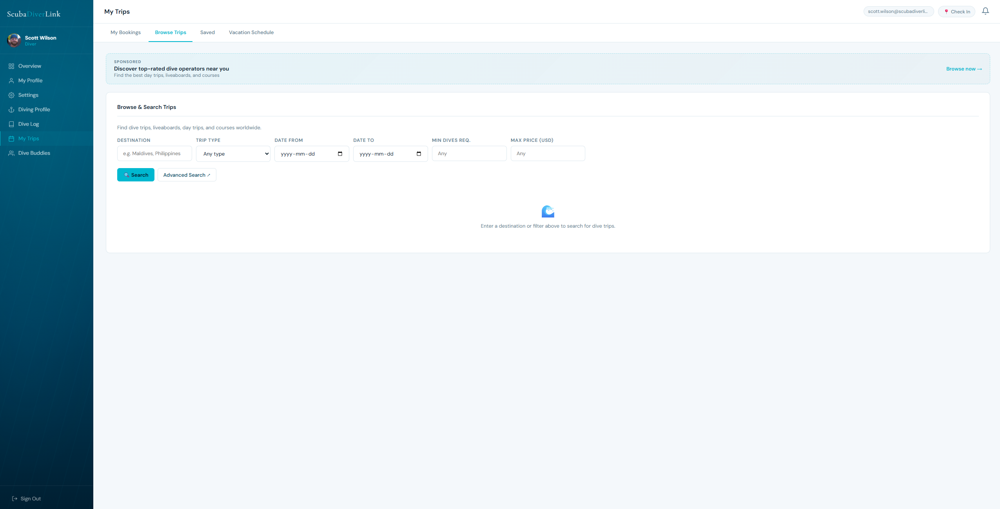 ScubaDiverLink
Scott Wilson
Diver
Overview
My Profile
Settings
Diving Profile
Dive Log
My Trips
Dive Buddies
Sign Out
My Trips
scott.wilson@scubadiverli...
Check In
My Bookings
Browse Trips
Saved
Vacation Schedule
SPONSORED
Discover top-rated dive operators near you
Find the best day trips, liveaboards, and courses
Browse now →
Browse & Search Trips
Find dive trips, liveaboards, day trips, and courses worldwide.
DESTINATION
TRIP TYPE
DATE FROM
DATE TO
MIN DIVES REQ.
MAX PRICE (USD)
e.g. Maldives, Philippines
Any type
yyyy-mm-dd
yyyy-mm-dd
Any
Any
Search
Advanced Search ↗
Enter a destination or filter above to search for dive trips.